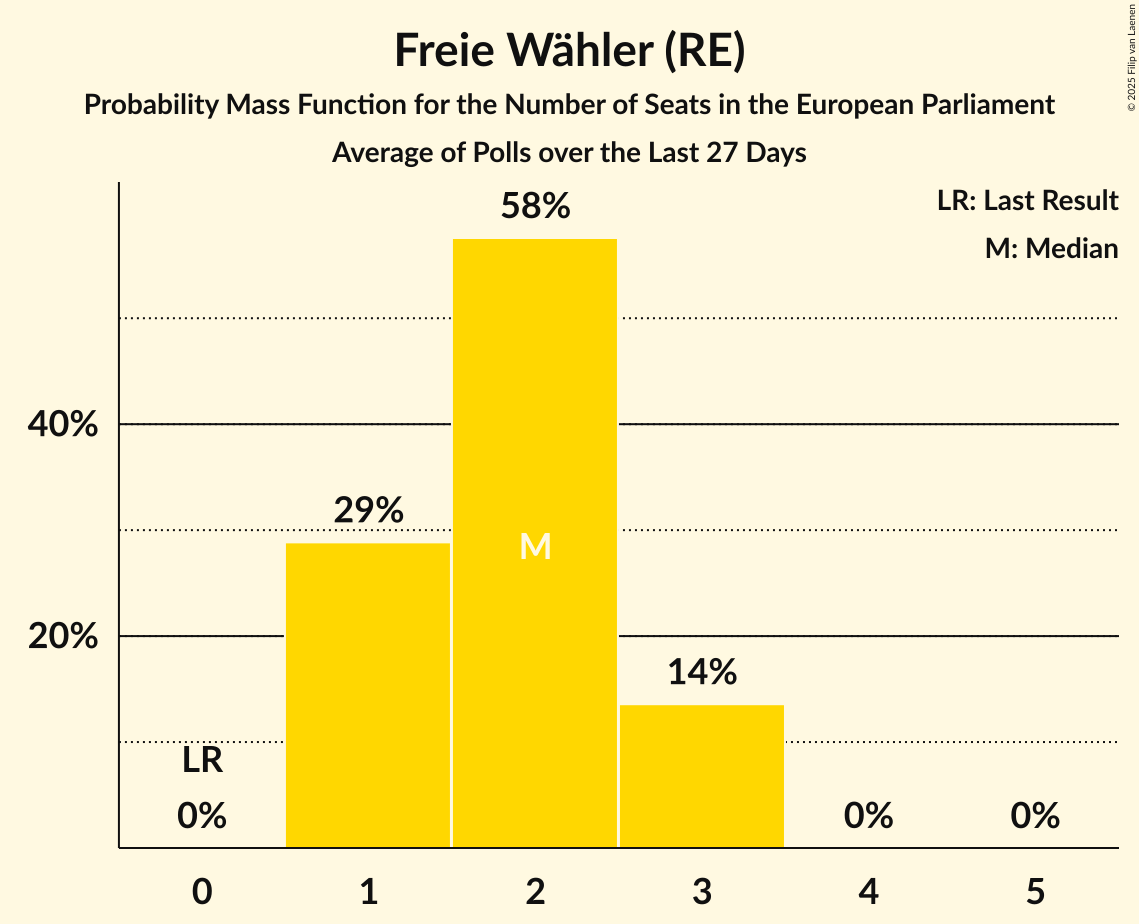 Freie Wähler (RE)
Probability Mass Function for the Number of Seats in the European Parliament
Average of Polls over the Last 27 Days
© 2025 Filip van Laenen
LR: Last Result
M: Median
58%
40%
29%
M
20%
14%
LR
0%
0%
0%
0
1
2
3
4
5